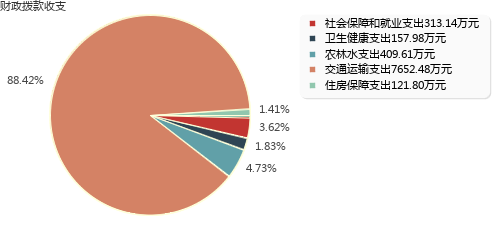 财政拨款收支
社会保障和就业支出313.14万元
卫生健康支出157.98万元
农林水支出409.61万元
交通运输支出7652.48万元
住房保障支出121.80万元
88.42%
1.41%
3.62%
1.83%
4.73%